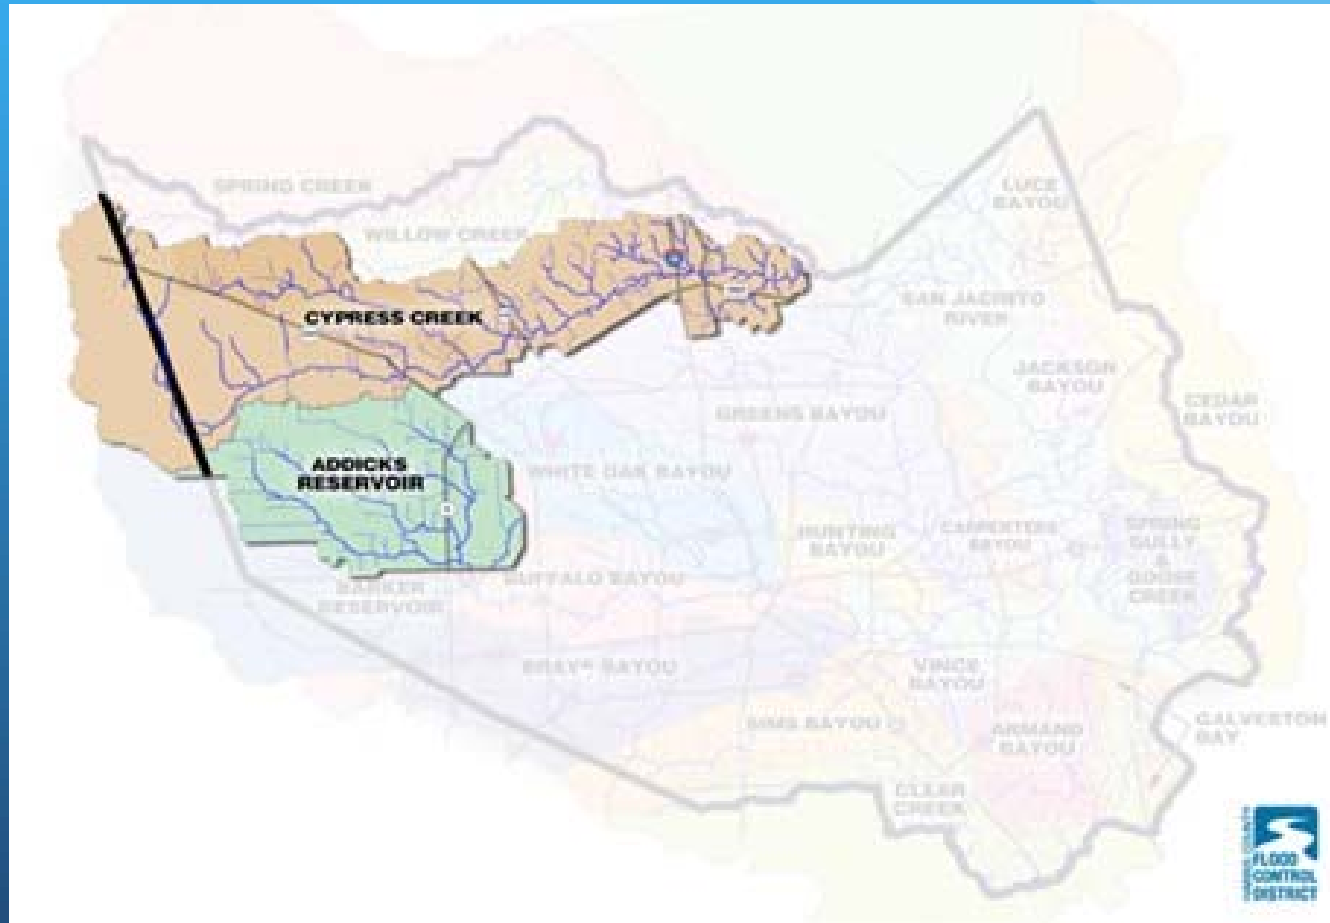 SPRING CREEK
LUCE
BAYOU
WILLOW CREEK
SAN JACINTO
RIVER
CYPRESS CREEK
JACKSON
BAYOU
CEDAR
BAYOU
GREENS BAYOU
ADDICKS
RESERVOIR
WHITE OAK BAYOU
HUNTING
BAYOU
CARPENTERS
BAYOU
SPRING
GULLY
&
GOOSE
CREEK
BUFFALO BAYOU
BARKER
RESERVOIR
BRAYS BAYOU
VINCE
BAYOU
SIMS BAYOU
ARMAND
BAYOU
GALVESTON
BAY
CLEAR
CREEK
HARRIS COUNTY
FLOOD
CONTROL
DISTRICT